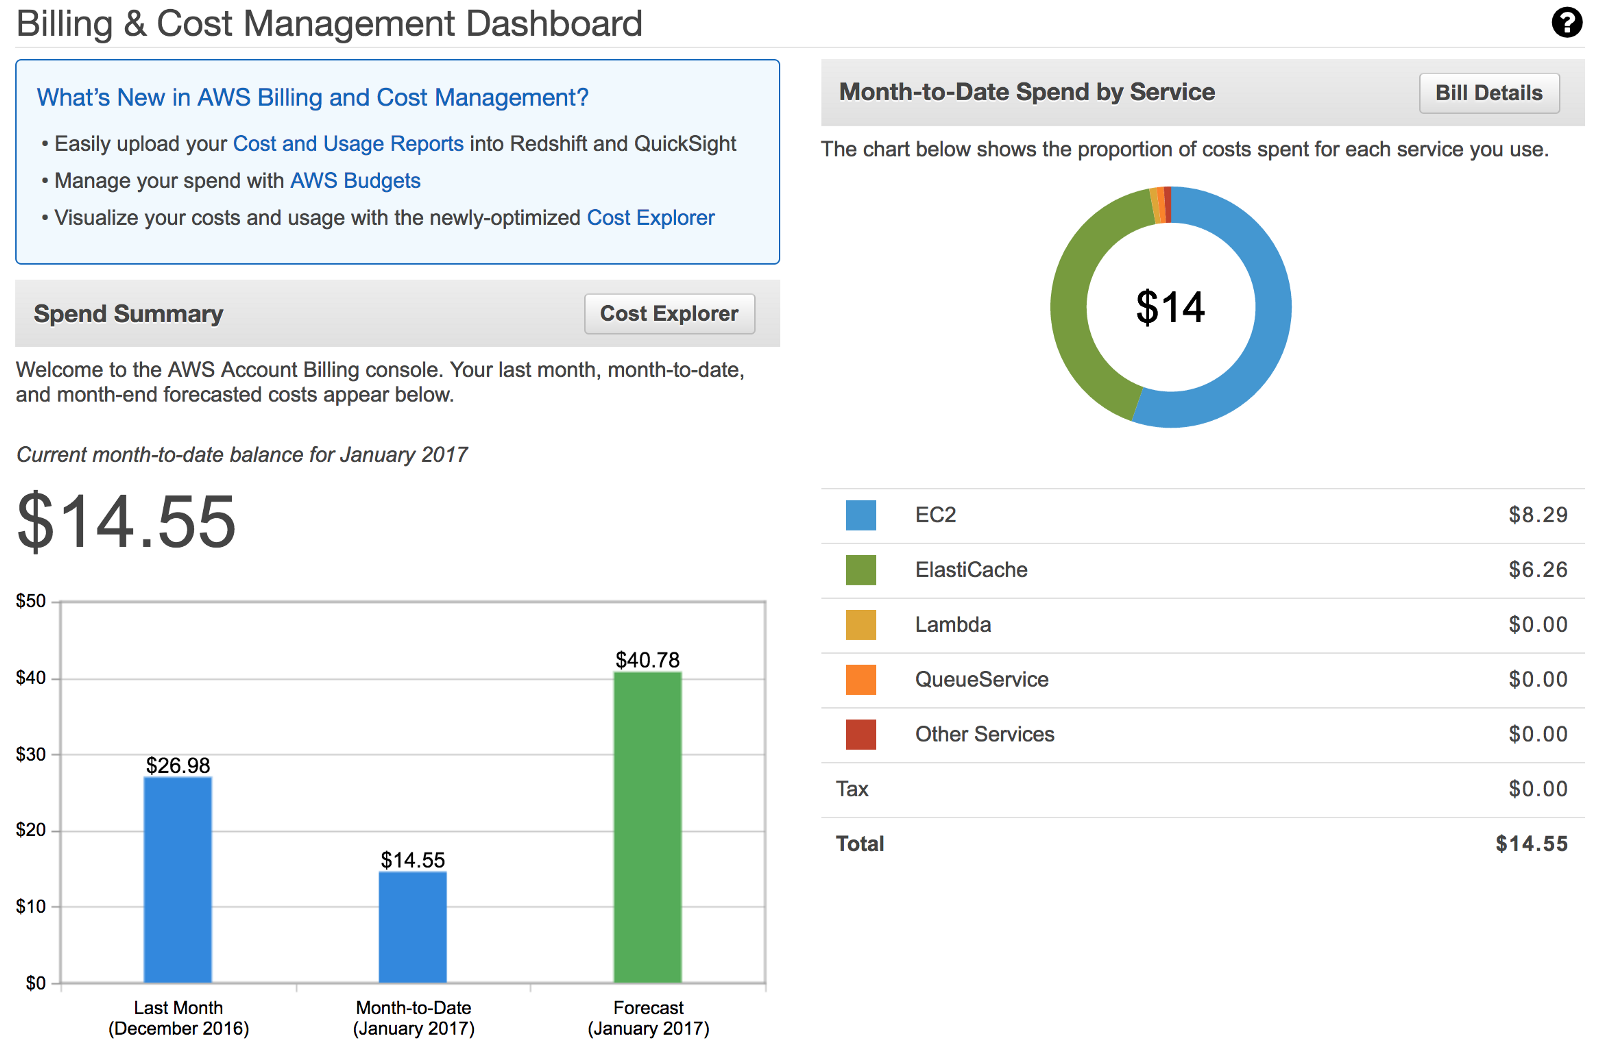 Billing & Cost Management Dashboard
?
What's New in AWS Billing and Cost Management?
• Easily upload your Cost and Usage Reports into Redshift and QuickSight
• Manage your spend with AWS Budgets
• Visualize your costs and usage with the newly-optimized Cost Explorer
Spend Summary
Cost Explorer
Welcome to the AWS Account Billing console. Your last month, month-to-date,
and month-end forecasted costs appear below.
Current month-to-date balance for January 2017
$14.55
$50
$40
$30
$20
$10
$0
$26.98
$14.55
$40.78
Last Month
(December 2016)
Month-to-Date
(January 2017)
Forecast
(January 2017)
Month-to-Date Spend by Service
Bill Details
The chart below shows the proportion of costs spent for each service you use.
$14
EC2 $8.29
ElastiCache $6.26
Lambda $0.00
QueueService $0.00
Other Services $0.00
Tax $0.00
Total $14.55